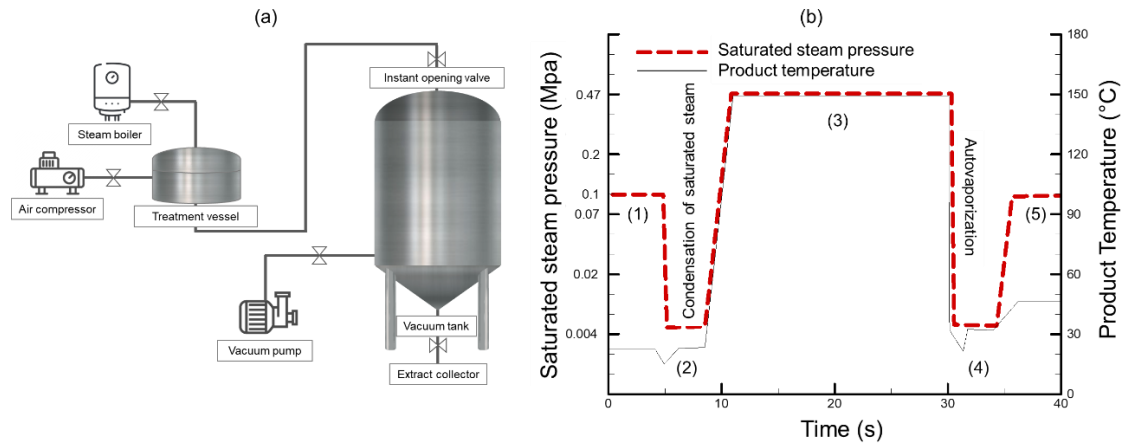 (a)
Instant opening valve
Steam boiler
Air compressor
Treatment vessel
Vacuum tank
Vacuum pump
Extract collector
(b)
Saturated steam pressure (Mpa)
0.47
0.2
0.1
0.07
0.02
0.004
Saturated steam pressure
Product temperature
(1)
Condensation of saturated steam
(2)
(3)
Autovaporization
(4)
(5)
0
10
20
30
40
Time (s)
180
150
120
90
60
30
0
Product Temperature (°C)